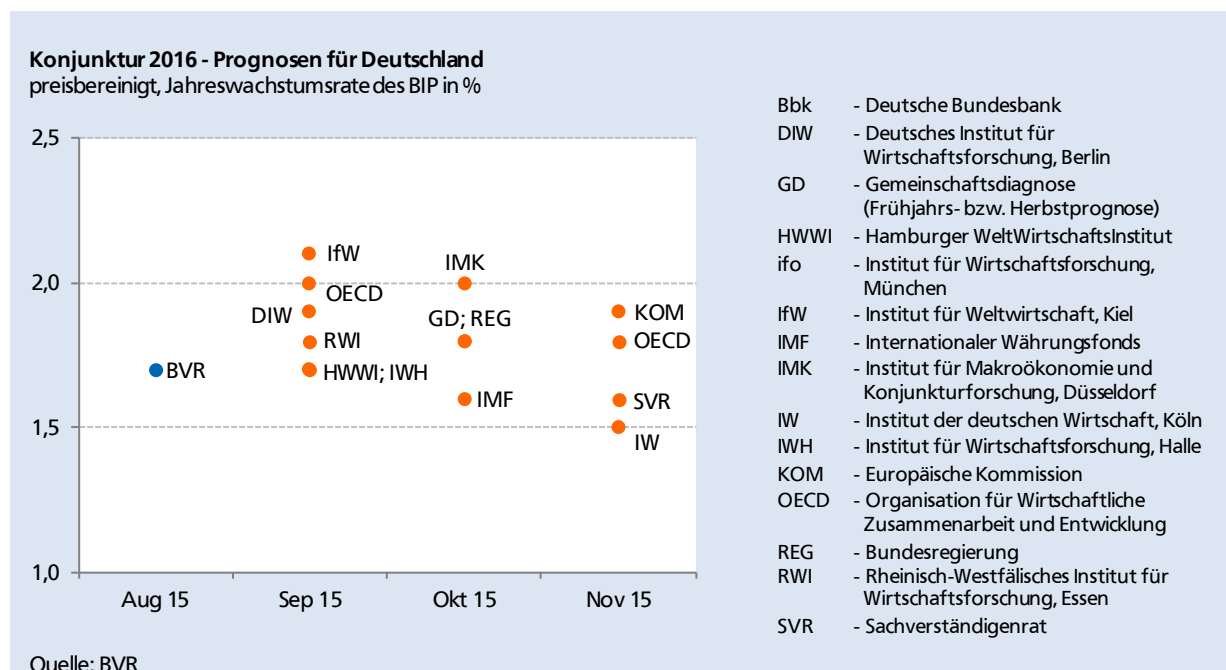 Konjunktur 2016 - Prognosen für Deutschland
preisbereinigt, Jahreswachstumsrate des BIP in %
2,5
2,0
1,5
1,0
Aug 15
Sep 15
Okt 15
Nov 15
BVR
IfW
OECD
DIW
RWI
HWWI; IWH
IMK
GD; REG
IMF
KOM
OECD
SVR
IW
Bbk - Deutsche Bundesbank
DIW - Deutsches Institut für
Wirtschaftsforschung, Berlin
GD - Gemeinschaftsdiagnose
(Frühjahrs- bzw. Herbstprognose)
HWWI - Hamburger WeltWirtschaftsInstitut
ifo - Institut für Wirtschaftsforschung,
München
IfW - Institut für Weltwirtschaft, Kiel
IMF - Internationaler Währungsfonds
IMK - Institut für Makroökonomie und
Konjunkturforschung, Düsseldorf
IW - Institut der deutschen Wirtschaft, Köln
IWH - Institut für Wirtschaftsforschung, Halle
KOM - Europäische Kommission
OECD - Organisation für Wirtschaftliche
Zusammenarbeit und Entwicklung
REG - Bundesregierung
RWI - Rheinisch-Westfälisches Institut für
Wirtschaftsforschung, Essen
SVR - Sachverständigenrat
Quelle: BVR